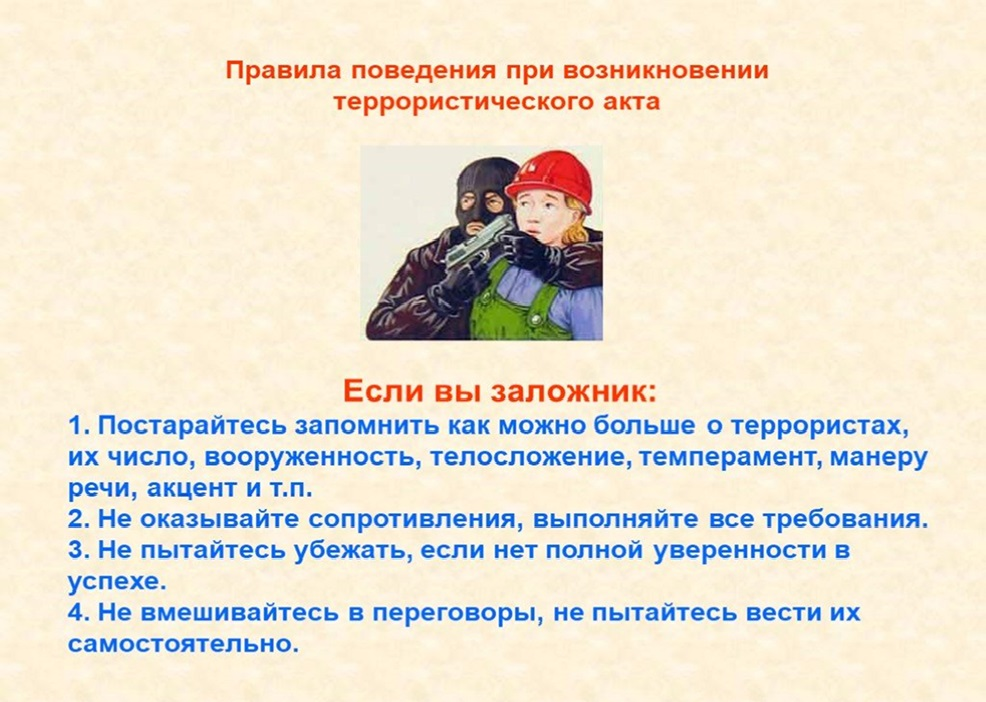 Правила поведения при возникновении
террористического акта
Если вы заложник:
1. Постарайтесь запомнить как можно больше о террористах,
их число, вооруженность, телосложение, темперамент, манеру
речи, акцент и т.п.
2. Не оказывайте сопротивления, выполняйте все требования.
3. Не пытайтесь убежать, если нет полной уверенности в
успехе.
4. Не вмешивайтесь в переговоры, не пытайтесь вести их
самостоятельно.